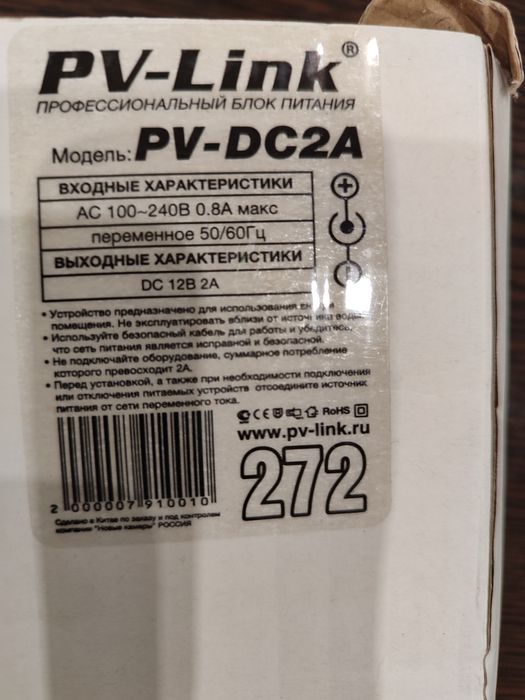 PV-Link®
ПРОФЕССИОНАЛЬНЫЙ БЛОК ПИТАНИЯ
Модель: PV-DC2A
ВХОДНЫЕ ХАРАКТЕРИСТИКИ
AC 100~240В 0.8А макс
переменное 50/60Гц
ВЫХОДНЫЕ ХАРАКТЕРИСТИКИ
DC 12В 2А
• Устройство предназначено для использования
помещения. Не эксплуатировать вблизи от источника воды.
• Используйте безопасный кабель для работы и убедитесь,
что сеть питания является исправной и безопасной.
• Не подключайте оборудование, суммарное потребление
которого превосходит 2А.
• Перед установкой, а также при необходимости подключения
или отключения питаемых устройств отсоедините источник
питания от сети переменного тока.
CE RoHS
www.pv-link.ru
272
2 000007 910010
Сделано в Китае по заказу и под контролем
компании "Новые камеры" РОССИЯ